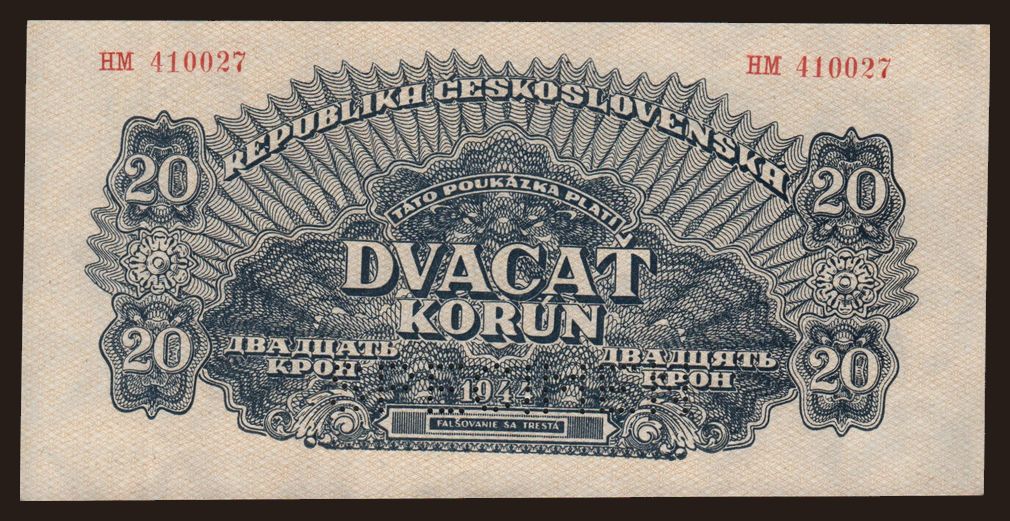 HM 410027
HM 410027
REPUBLIKA ČESKOSLOVENSKÁ
20
20
TÁTO POUKÁZKA PLATÍ
DVACAŤ
KORÚN
20
20
ДВАДЦАТЬ
КРОН
1944
ДВАДЦЯТЬ
КРОН
FALŠOVANIE SA TRESTÁ